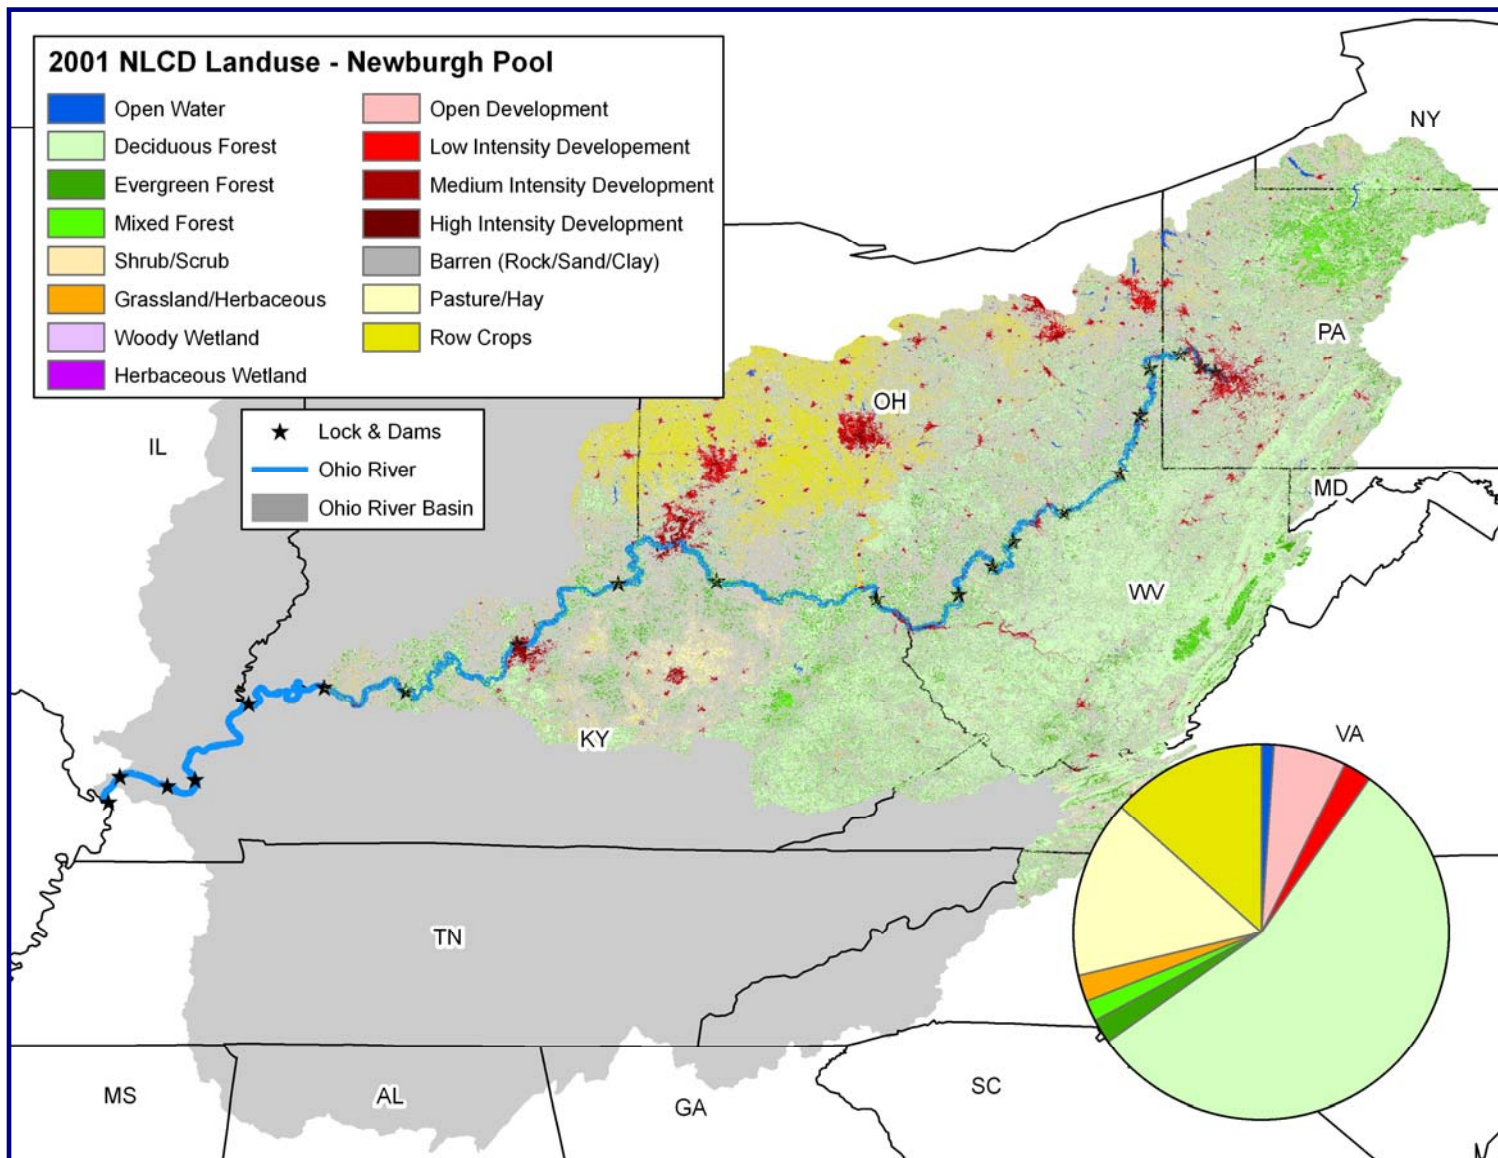 2001 NLCD Landuse - Newburgh Pool
Open Water
Deciduous Forest
Evergreen Forest
Mixed Forest
Shrub/Scrub
Grassland/Herbaceous
Woody Wetland
Herbaceous Wetland
Open Development
Low Intensity Developement
Medium Intensity Development
High Intensity Development
Barren (Rock/Sand/Clay)
Pasture/Hay
Row Crops
Lock & Dams
Ohio River
Ohio River Basin
NY
PA
OH
IL
MD
WV
KY
VA
TN
MS
AL
GA
SC